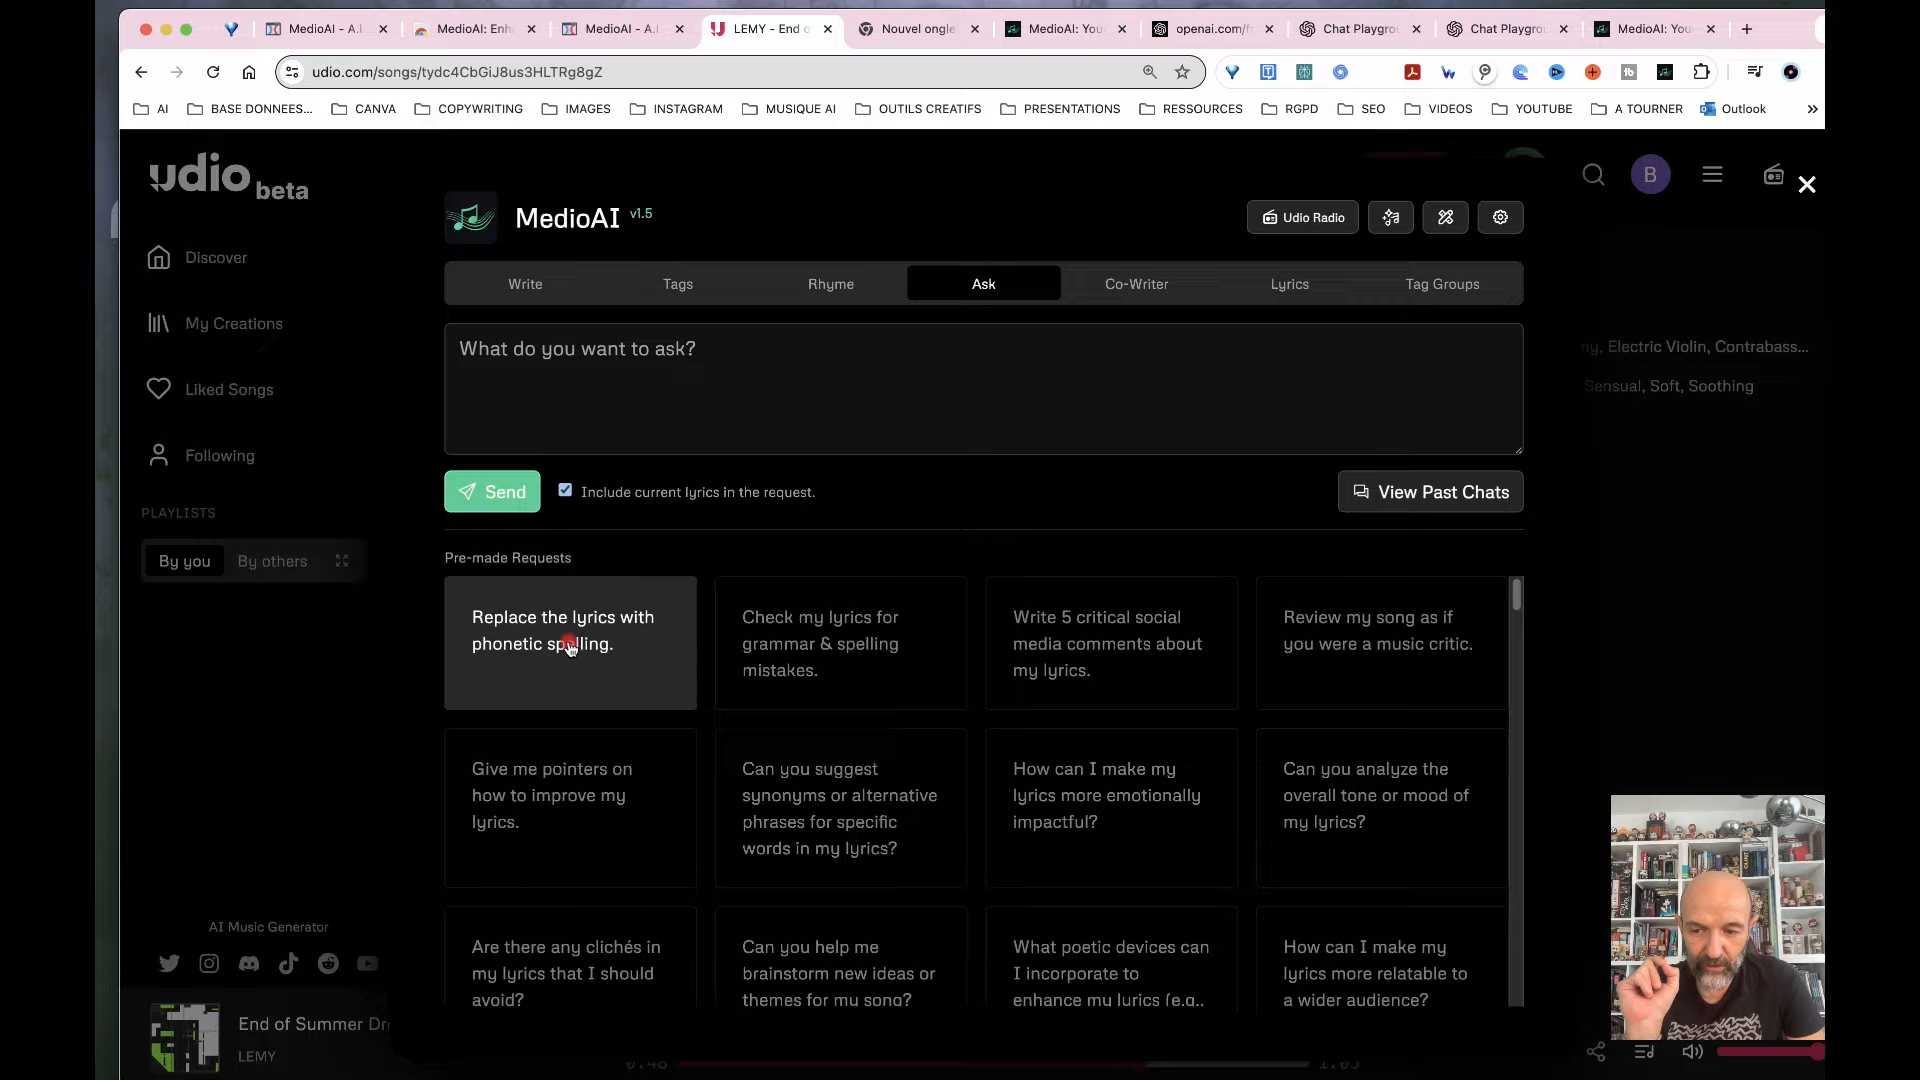 MedioAI - A.I
MedioAI: Enh
MedioAI - A.I
LEMY - End o
Nouvel ongle
MedioAI: You
openai.com/f
Chat Playgro
Chat Playgro
MedioAI: You
udio.com/songs/tydc4CbGiJ8us3HLTRg8gZ
AI
BASE DONNEES...
CANVA
COPYWRITING
IMAGES
INSTAGRAM
MUSIQUE AI
OUTILS CREATIFS
PRESENTATIONS
RESSOURCES
RGPD
SEO
VIDEOS
YOUTUBE
A TOURNER
Outlook
udio beta
B
MedioAI v1.5
Udio Radio
Discover
My Creations
Liked Songs
Following
PLAYLISTS
By you
By others
Write
Tags
Rhyme
Ask
Co-Writer
Lyrics
Tag Groups
What do you want to ask?
ny, Electric Violin, Contrabass...
Sensual, Soft, Soothing
Send
Include current lyrics in the request.
View Past Chats
Pre-made Requests
Replace the lyrics with
phonetic spelling.
Check my lyrics for
grammar & spelling
mistakes.
Write 5 critical social
media comments about
my lyrics.
Review my song as if
you were a music critic.
Give me pointers on
how to improve my
lyrics.
Can you suggest
synonyms or alternative
phrases for specific
words in my lyrics?
How can I make my
lyrics more emotionally
impactful?
Can you analyze the
overall tone or mood of
my lyrics?
Are there any clichés in
my lyrics that I should
avoid?
Can you help me
brainstorm new ideas or
themes for my song?
What poetic devices can
I incorporate to
enhance my lyrics (e.g..
How can I make my
lyrics more relatable to
a wider audience?
AI Music Generator
End of Summer Dr
LEMY
0:48
1:05